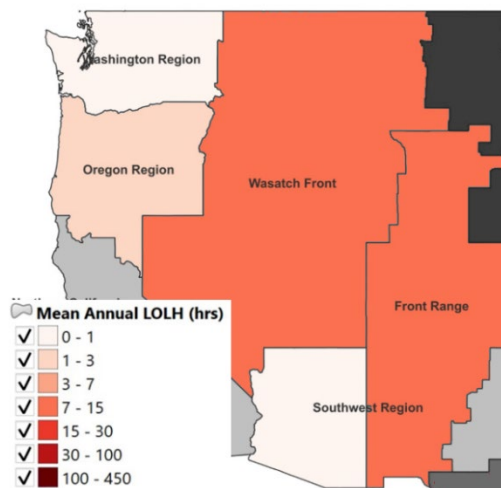 Washington Region
Oregon Region
Wasatch Front
Front Range
Southwest Region
Mean Annual LOLH (hrs)
0 - 1
1 - 3
3 - 7
7 - 15
15 - 30
30 - 100
100 - 450